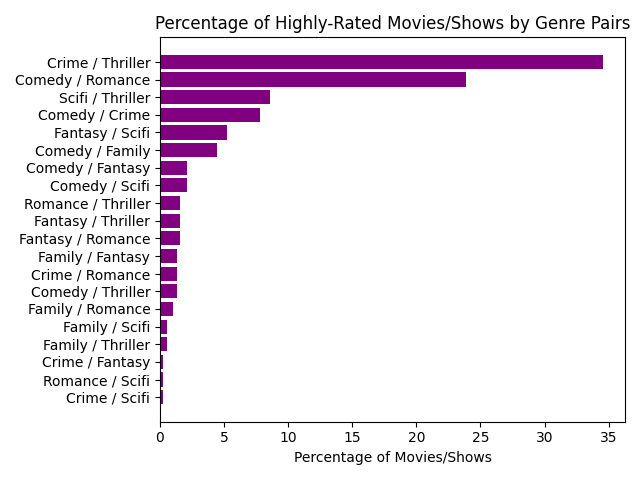 Percentage of Highly-Rated Movies/Shows by Genre Pairs
Crime / Thriller
Comedy / Romance
Scifi / Thriller
Comedy / Crime
Fantasy / Scifi
Comedy / Family
Comedy / Fantasy
Comedy / Scifi
Romance / Thriller
Fantasy / Thriller
Fantasy / Romance
Family / Fantasy
Crime / Romance
Comedy / Thriller
Family / Romance
Family / Scifi
Family / Thriller
Crime / Fantasy
Romance / Scifi
Crime / Scifi
0 5 10 15 20 25 30 35
Percentage of Movies/Shows